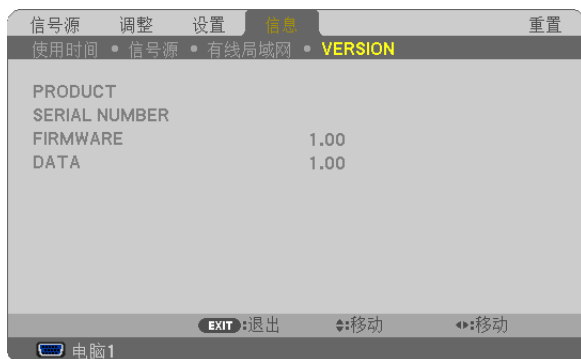 信号源 调整 设置 信息 重置
使用时间 • 信号源 • 有线局域网 • VERSION
PRODUCT
SERIAL NUMBER
FIRMWARE 1.00
DATA 1.00
EXIT :退出 :移动 :移动
电脑1